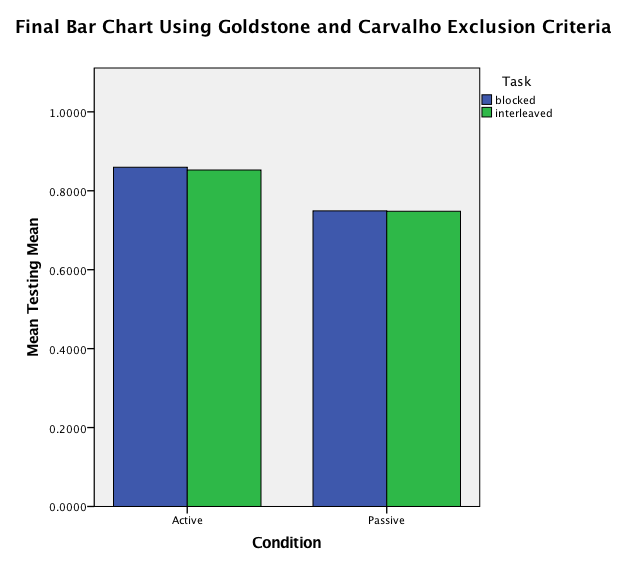 Final Bar Chart Using Goldstone and Carvalho Exclusion Criteria
Task
blocked
interleaved
1.0000
0.8000
0.6000
0.4000
0.2000
0.0000
Mean Testing Mean
Active
Passive
Condition